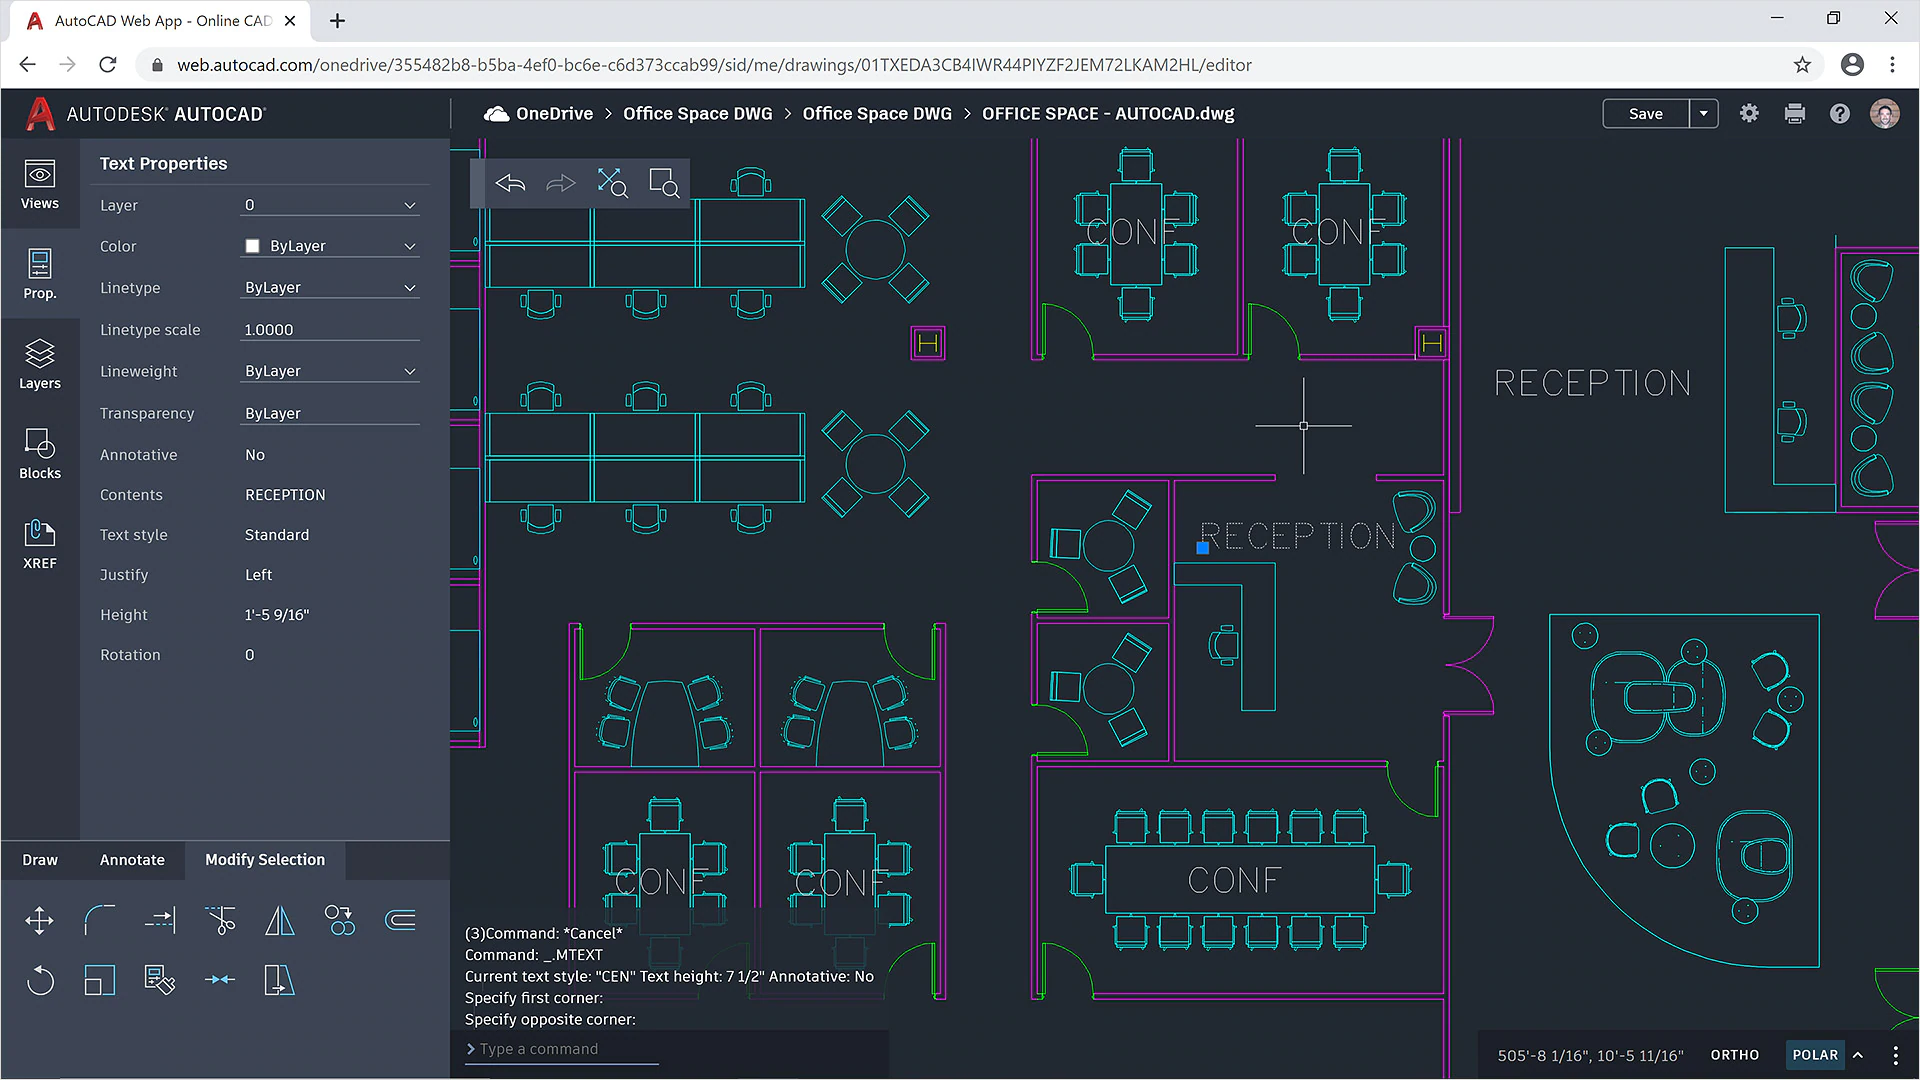 AutoCAD Web App - Online CAD
web.autocad.com/onedrive/355482b8-b5ba-4ef0-bc6e-c6d373ccab99/sid/me/drawings/01TXEDA3CB4IWR44PIYZF2JEM72LKAM2HL/editor
AUTODESK® AUTOCAD®
OneDrive > Office Space DWG > Office Space DWG > OFFICE SPACE - AUTOCAD.dwg
Save
Views
Prop.
Layers
Blocks
XREF
Text Properties
Layer 0
Color ByLayer
Linetype ByLayer
Linetype scale 1.0000
Lineweight ByLayer
Transparency ByLayer
Annotative No
Contents RECEPTION
Text style Standard
Justify Left
Height 1'-5 9/16"
Rotation 0
Draw Annotate Modify Selection
CONF CONF
RECEPTION
RECEPTION
CONF CONF
CONF
(3)Command: *Cancel*
Command: _.MTEXT
Current text style: "CEN" Text height: 7 1/2" Annotative: No
Specify first corner:
Specify opposite corner:
Type a command
505'-8 1/16", 10'-5 11/16" ORTHO POLAR